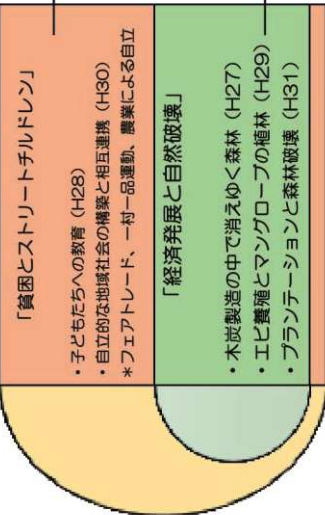 「貧困とストリートチルドレン」
・子どもたちへの教育（H28）
・自立的な地域社会の構築と相互連携（H30）
＊フェアトレード、一村一品運動、農業による自立
「経済発展と自然破壊」
・木炭製造の中で消えゆく森林（H27）
・エビ養殖とマングローブの植林（H29）
・プランテーションと森林破壊（H31）